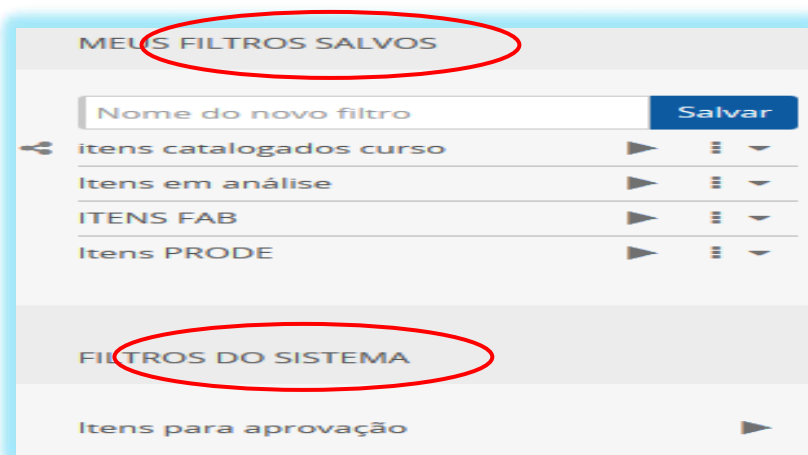 MEUS FILTROS SALVOS
Nome do novo filtro Salvar
itens catalogados curso
Itens em análise
ITENS FAB
Itens PRODE
FILTROS DO SISTEMA
Itens para aprovação